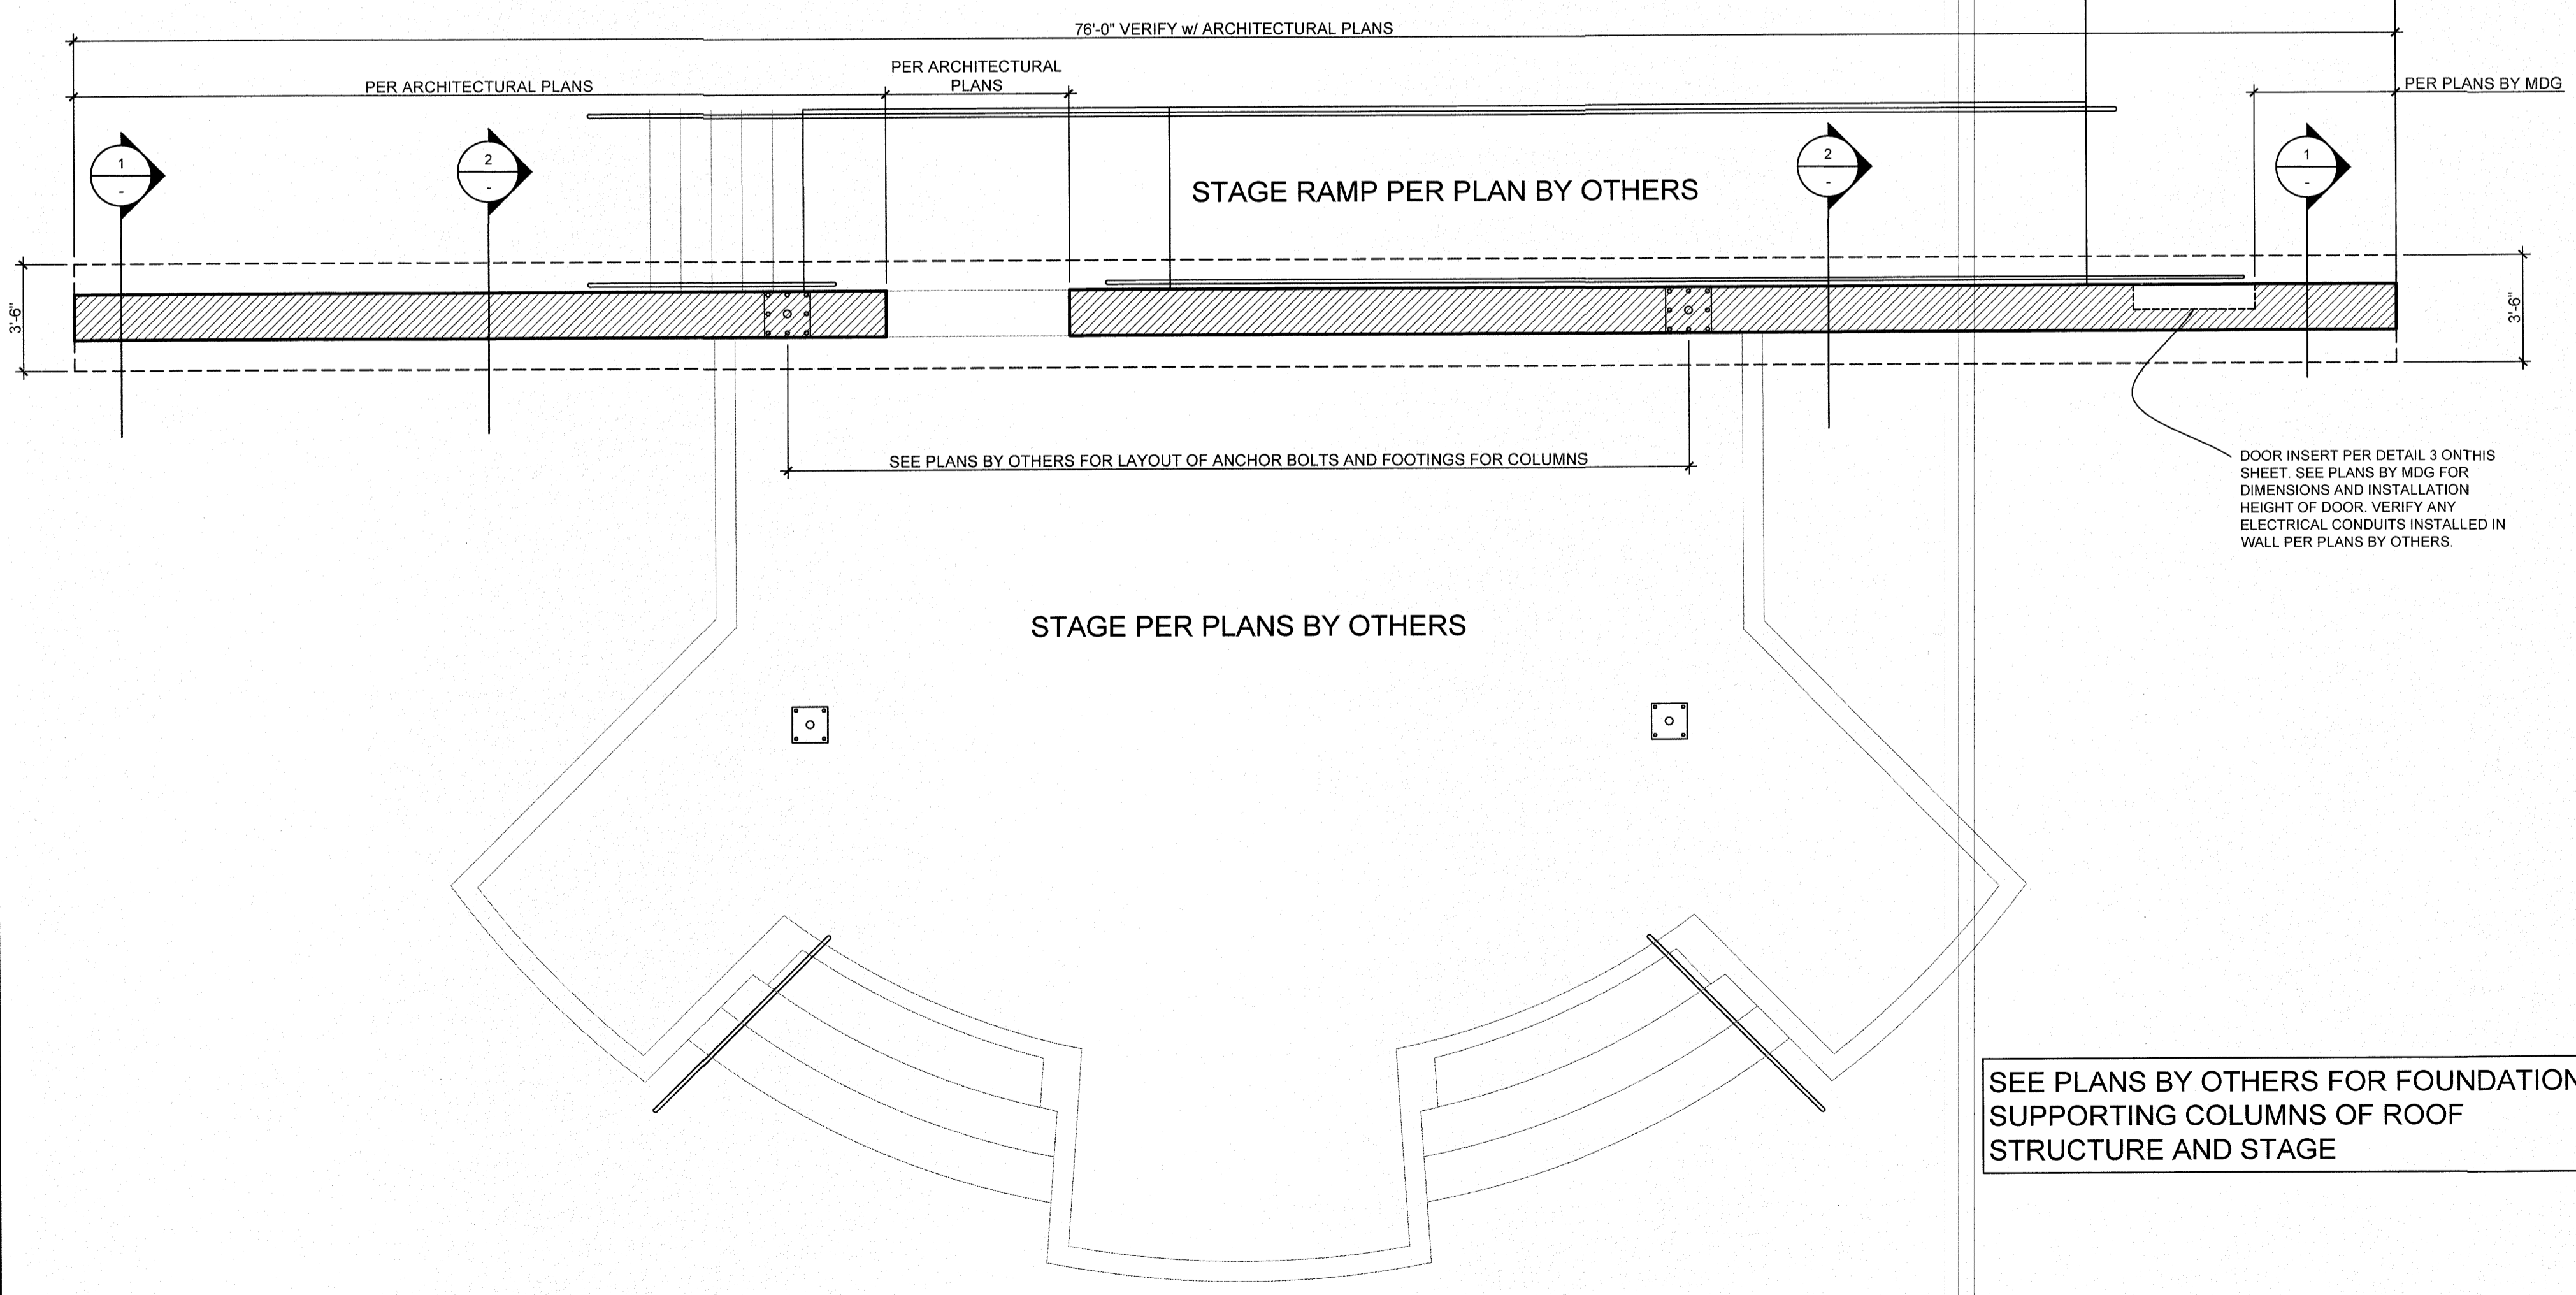 76'-0" VERIFY w/ ARCHITECTURAL PLANS
PER ARCHITECTURAL PLANS
PER ARCHITECTURAL
PLANS
PER PLANS BY MDG
1
-
2
-
2
-
1
-
STAGE RAMP PER PLAN BY OTHERS
3'-6"
3'-6"
SEE PLANS BY OTHERS FOR LAYOUT OF ANCHOR BOLTS AND FOOTINGS FOR COLUMNS
DOOR INSERT PER DETAIL 3 ONTHIS
SHEET. SEE PLANS BY MDG FOR
DIMENSIONS AND INSTALLATION
HEIGHT OF DOOR. VERIFY ANY
ELECTRICAL CONDUITS INSTALLED IN
WALL PER PLANS BY OTHERS.
STAGE PER PLANS BY OTHERS
SEE PLANS BY OTHERS FOR FOUNDATION
SUPPORTING COLUMNS OF ROOF
STRUCTURE AND STAGE